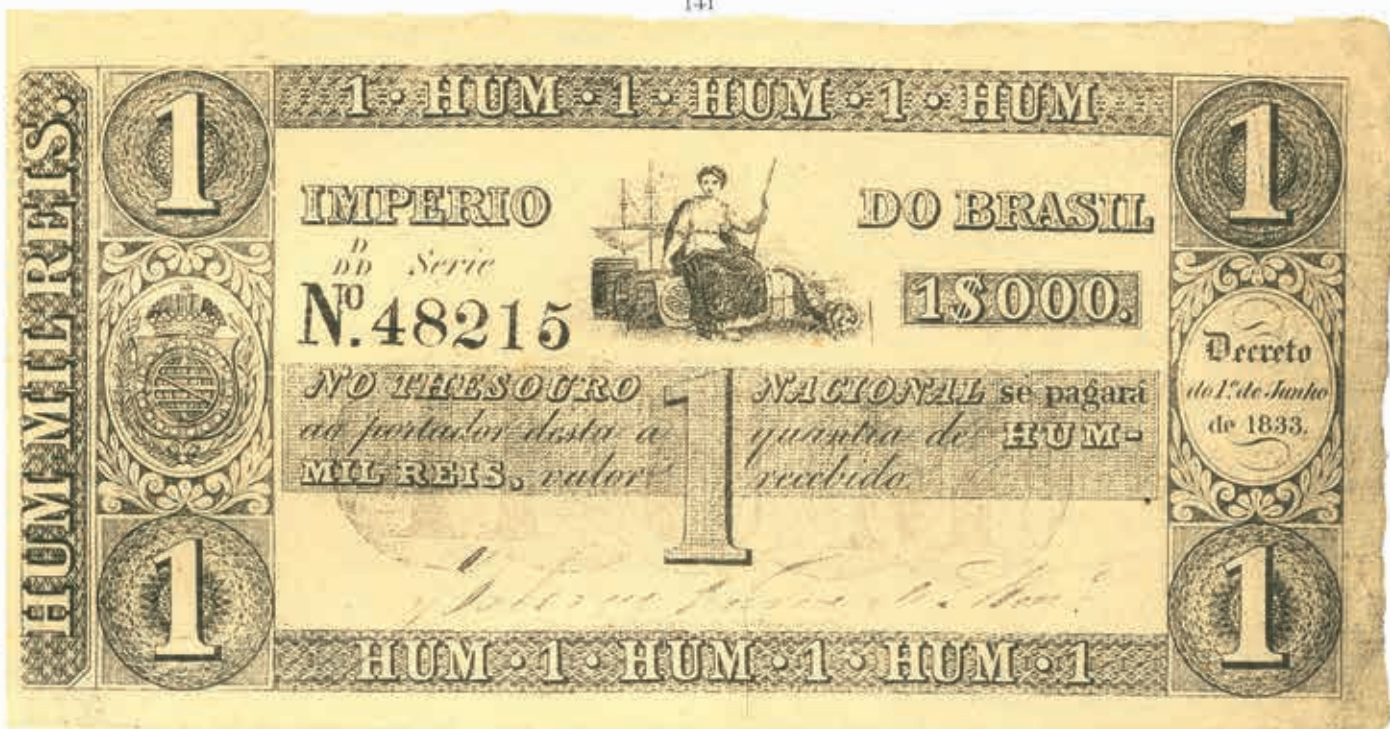 141
1 · HUM · 1 · HUM · 1 · HUM
HUM MIL REIS.
1
1
IMPERIO DO BRASIL
D
DD Serie
Nº. 48215
1$000.
Decreto
do 1º. de Junho
de 1833.
NO THESOURO NACIONAL se pagará
ao portador desta a quantia de HUM-
MIL REIS, valor recebido
1
1
1
HUM · 1 · HUM · 1 · HUM · 1